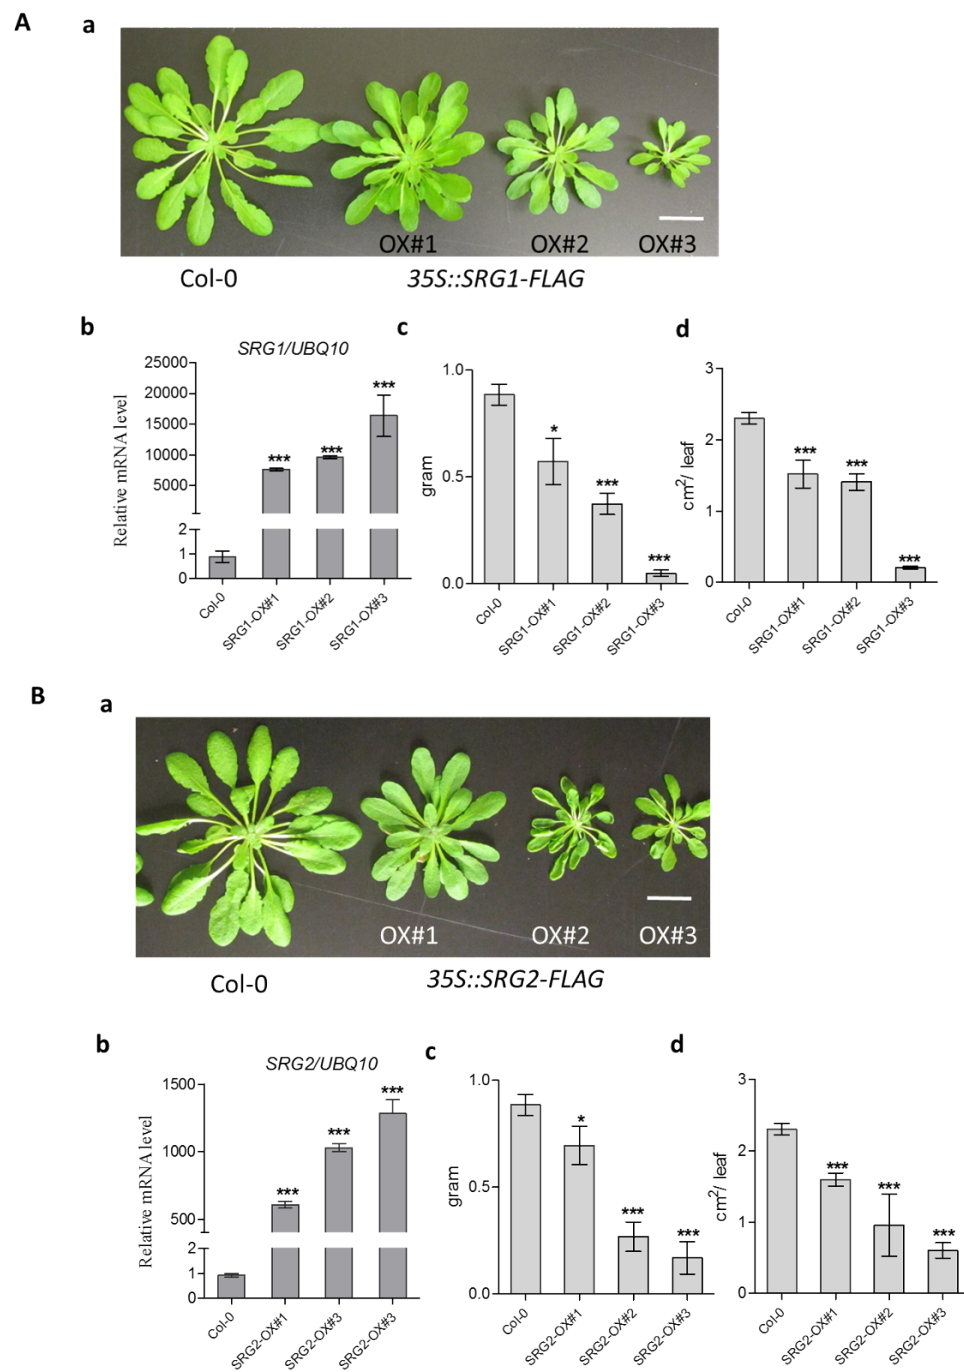 A
a
OX#1 OX#2 OX#3
Col-0 35S::SRG1-FLAG
b
SRG1/UBQ10
Relative mRNA level
25000
20000
15000
10000
5000
2
1
0
***
***
***
Col-0
SRG1-OX#1
SRG1-OX#2
SRG1-OX#3
c
gram
1.0
0.5
0.0
*
***
***
Col-0
SRG1-OX#1
SRG1-OX#2
SRG1-OX#3
d
cm²/ leaf
3
2
1
0
***
***
***
Col-0
SRG1-OX#1
SRG1-OX#2
SRG1-OX#3
B
a
OX#1 OX#2 OX#3
Col-0 35S::SRG2-FLAG
b
SRG2/UBQ10
Relative mRNA level
1500
1000
500
2
1
0
***
***
***
Col-0
SRG2-OX#1
SRG2-OX#3
SRG2-OX#3
c
gram
1.0
0.5
0.0
*
***
***
Col-0
SRG2-OX#1
SRG2-OX#2
SRG2-OX#3
d
cm²/ leaf
3
2
1
0
***
***
***
Col-0
SRG2-OX#1
SRG2-OX#2
SRG2-OX#3